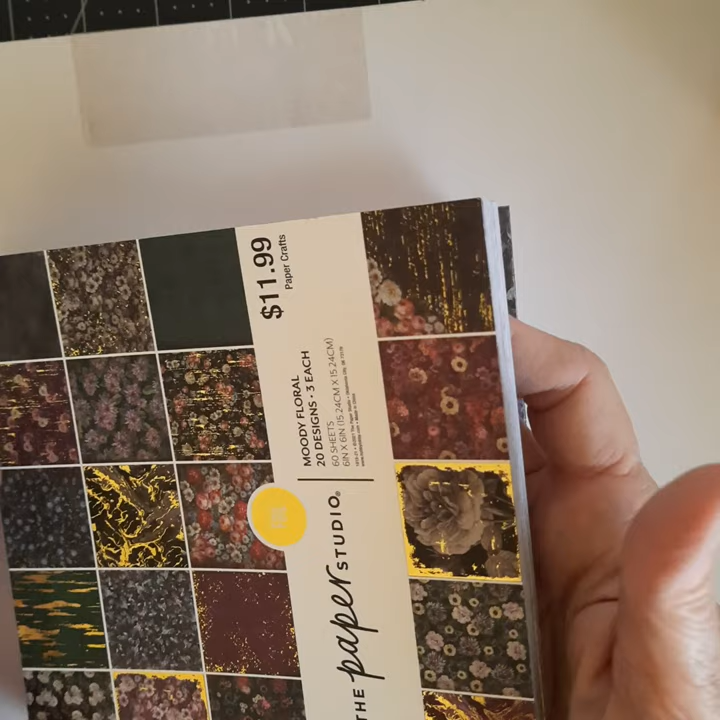 $11.99
Paper Crafts
MOODY FLORAL
20 DESIGNS • 3 EACH
60 SHEETS
6IN X 6IN (15.24CM X 15.24CM)
THE paper STUDIO®